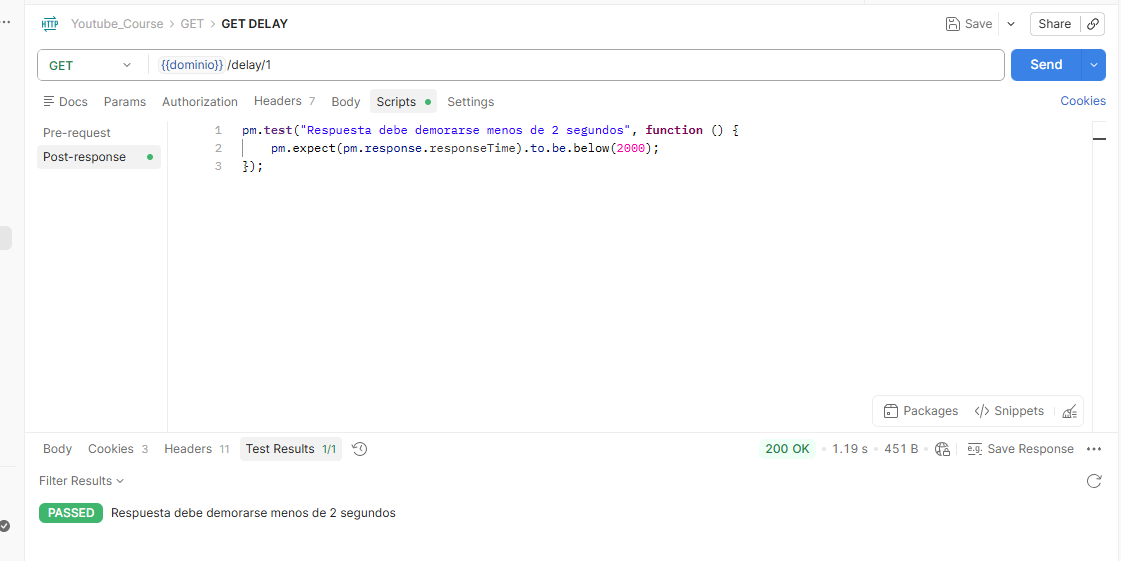 HTTP Youtube_Course > GET > GET DELAY Save Share
GET {{dominio}} /delay/1 Send
Docs Params Authorization Headers 7 Body Scripts Settings Cookies
Pre-request
Post-response
1 pm.test("Respuesta debe demorarse menos de 2 segundos", function () {
2 pm.expect(pm.response.responseTime).to.be.below(2000);
3 });
Packages </> Snippets
Body Cookies 3 Headers 11 Test Results 1/1 200 OK • 1.19 s • 451 B • e.g. Save Response
Filter Results
PASSED Respuesta debe demorarse menos de 2 segundos